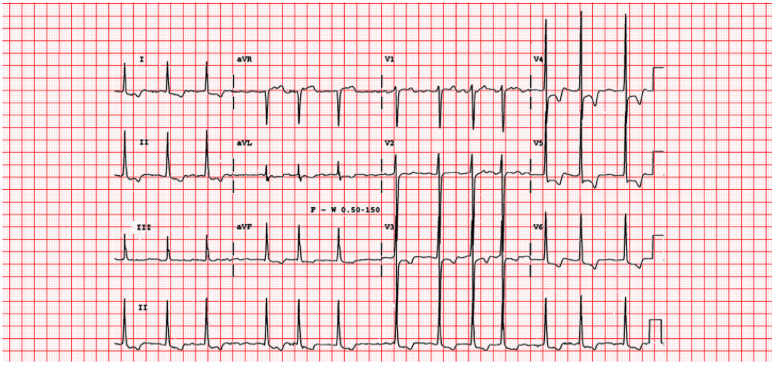 I aVR V1 V4
II aVL V2 V5
F ~ W 0.50-150
III aVF V3 V6
II